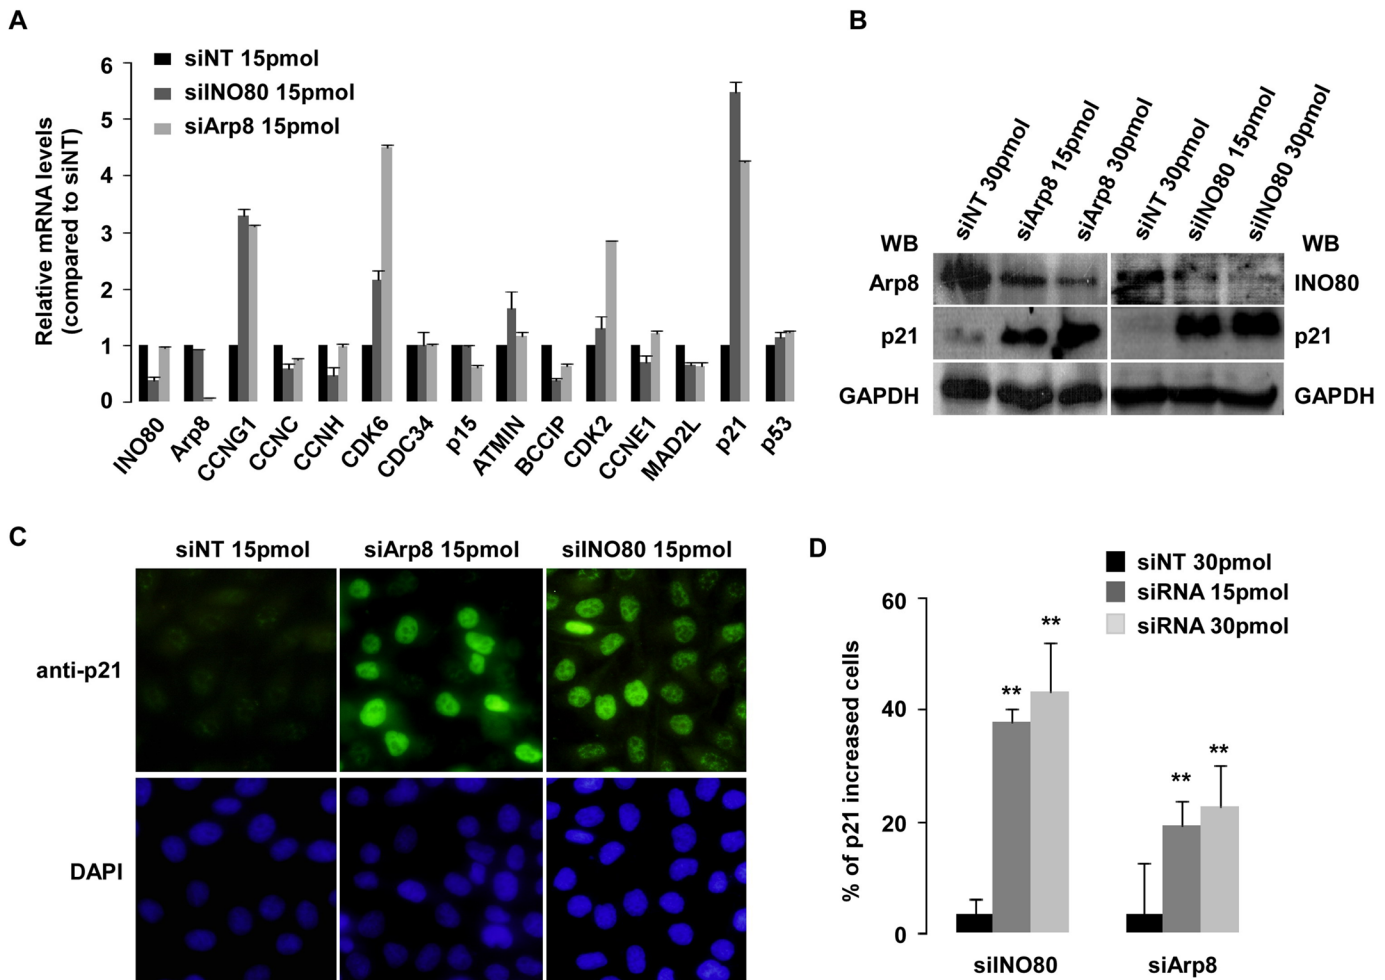 A
siNT 15pmol
siINO80 15pmol
siArp8 15pmol
Relative mRNA levels
(compared to siNT)
6
5
4
3
2
1
0
INO80
Arp8
CCNG1
CCNC
CCNH
CDK6
CDC34
p15
ATMIN
BCCIP
CDK2
CCNE1
MAD2L
p21
p53
B
siNT 30pmol
siArp8 15pmol
siArp8 30pmol
siNT 30pmol
siINO80 15pmol
siINO80 30pmol
WB
WB
Arp8
INO80
p21
p21
GAPDH
GAPDH
C
siNT 15pmol
siArp8 15pmol
siINO80 15pmol
anti-p21
DAPI
D
siNT 30pmol
siRNA 15pmol
siRNA 30pmol
% of p21 increased cells
60
40
20
0
**
**
**
**
siINO80
siArp8